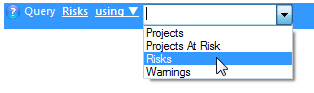 ? Query Risks using ▼
Projects
Projects At Risk
Risks
Warnings